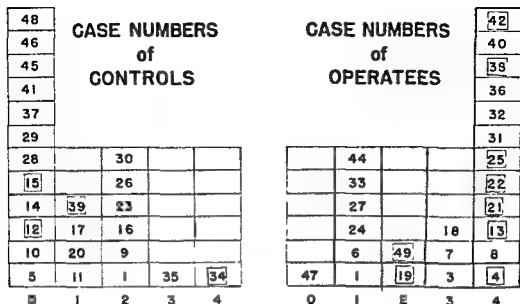 48 CASE NUMBERS CASE NUMBERS 42
46 of of 40
45 CONTROLS OPERATEES 38
41 36
37 32
29 31
28 30 44 25
15 26 33 22
14 39 23 27 21
12 17 16 24 18 13
10 20 9 6 49 7 8
5 11 1 35 34 47 1 19 3 4
1 2 3 4 0 1 3 4